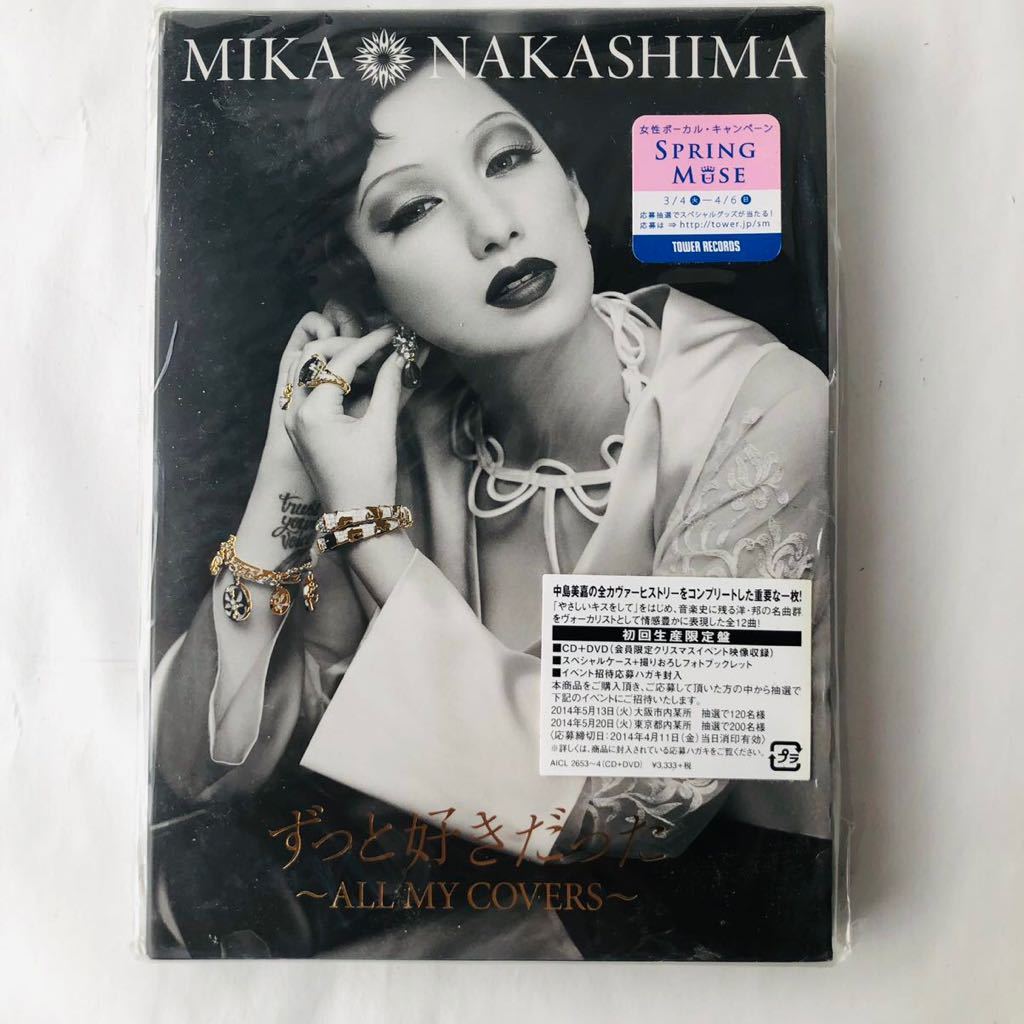 MIKA NAKASHIMA
女性ボーカル・キャンペーン
SPRING
MUSE
3/4火—4/6日
応募抽選でスペシャルグッズが当たる!
応募は ⇒ http://tower.jp/sm
TOWER RECORDS
trust
your
voice
中島美嘉の全カヴァーヒストリーをコンプリートした重要な一枚!
「やさしいキスをして」をはじめ、音楽史に残る洋・邦の名曲群
をヴォーカリストとして情感豊かに表現した全12曲!
初回生産限定盤
■CD+DVD(会員限定クリスマスイベント映像収録)
■スペシャルケース+撮りおろしフォトブックレット
■イベント招待応募ハガキ封入
本商品をご購入頂き、ご応募して頂いた方の中から抽選で
下記のイベントにご招待いたします。
2014年5月13日(火)大阪市内某所 抽選で120名様
2014年5月20日(火)東京都内某所 抽選で200名様
〈応募締切日:2014年4月11日(金)当日消印有効〉
※詳しくは、商品に封入されている応募ハガキをご覧ください。
AICL 2653~4(CD+DVD) ¥3,333+税
プラ
ずっと好きだった
~ALL MY COVERS~